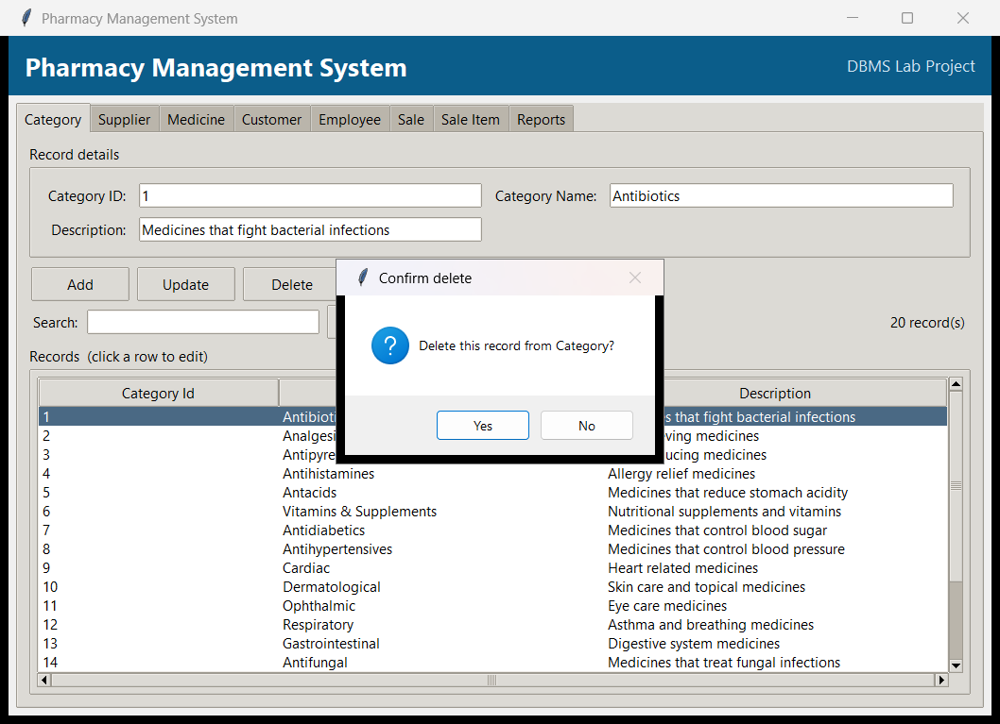 Pharmacy Management System
Pharmacy Management System
DBMS Lab Project
Category Supplier Medicine Customer Employee Sale Sale Item Reports
Record details
Category ID: 1 Category Name: Antibiotics
Description: Medicines that fight bacterial infections
Add Update Delete
Confirm delete
Search: 20 record(s)
? Delete this record from Category?
Records (click a row to edit)
Category Id Description
Yes No
1 Antibioti s that fight bacterial infections
2 Analgesi ving medicines
3 Antipyre ucing medicines
4 Antihistamines Allergy relief medicines
5 Antacids Medicines that reduce stomach acidity
6 Vitamins & Supplements Nutritional supplements and vitamins
7 Antidiabetics Medicines that control blood sugar
8 Antihypertensives Medicines that control blood pressure
9 Cardiac Heart related medicines
10 Dermatological Skin care and topical medicines
11 Ophthalmic Eye care medicines
12 Respiratory Asthma and breathing medicines
13 Gastrointestinal Digestive system medicines
14 Antifungal Medicines that treat fungal infections